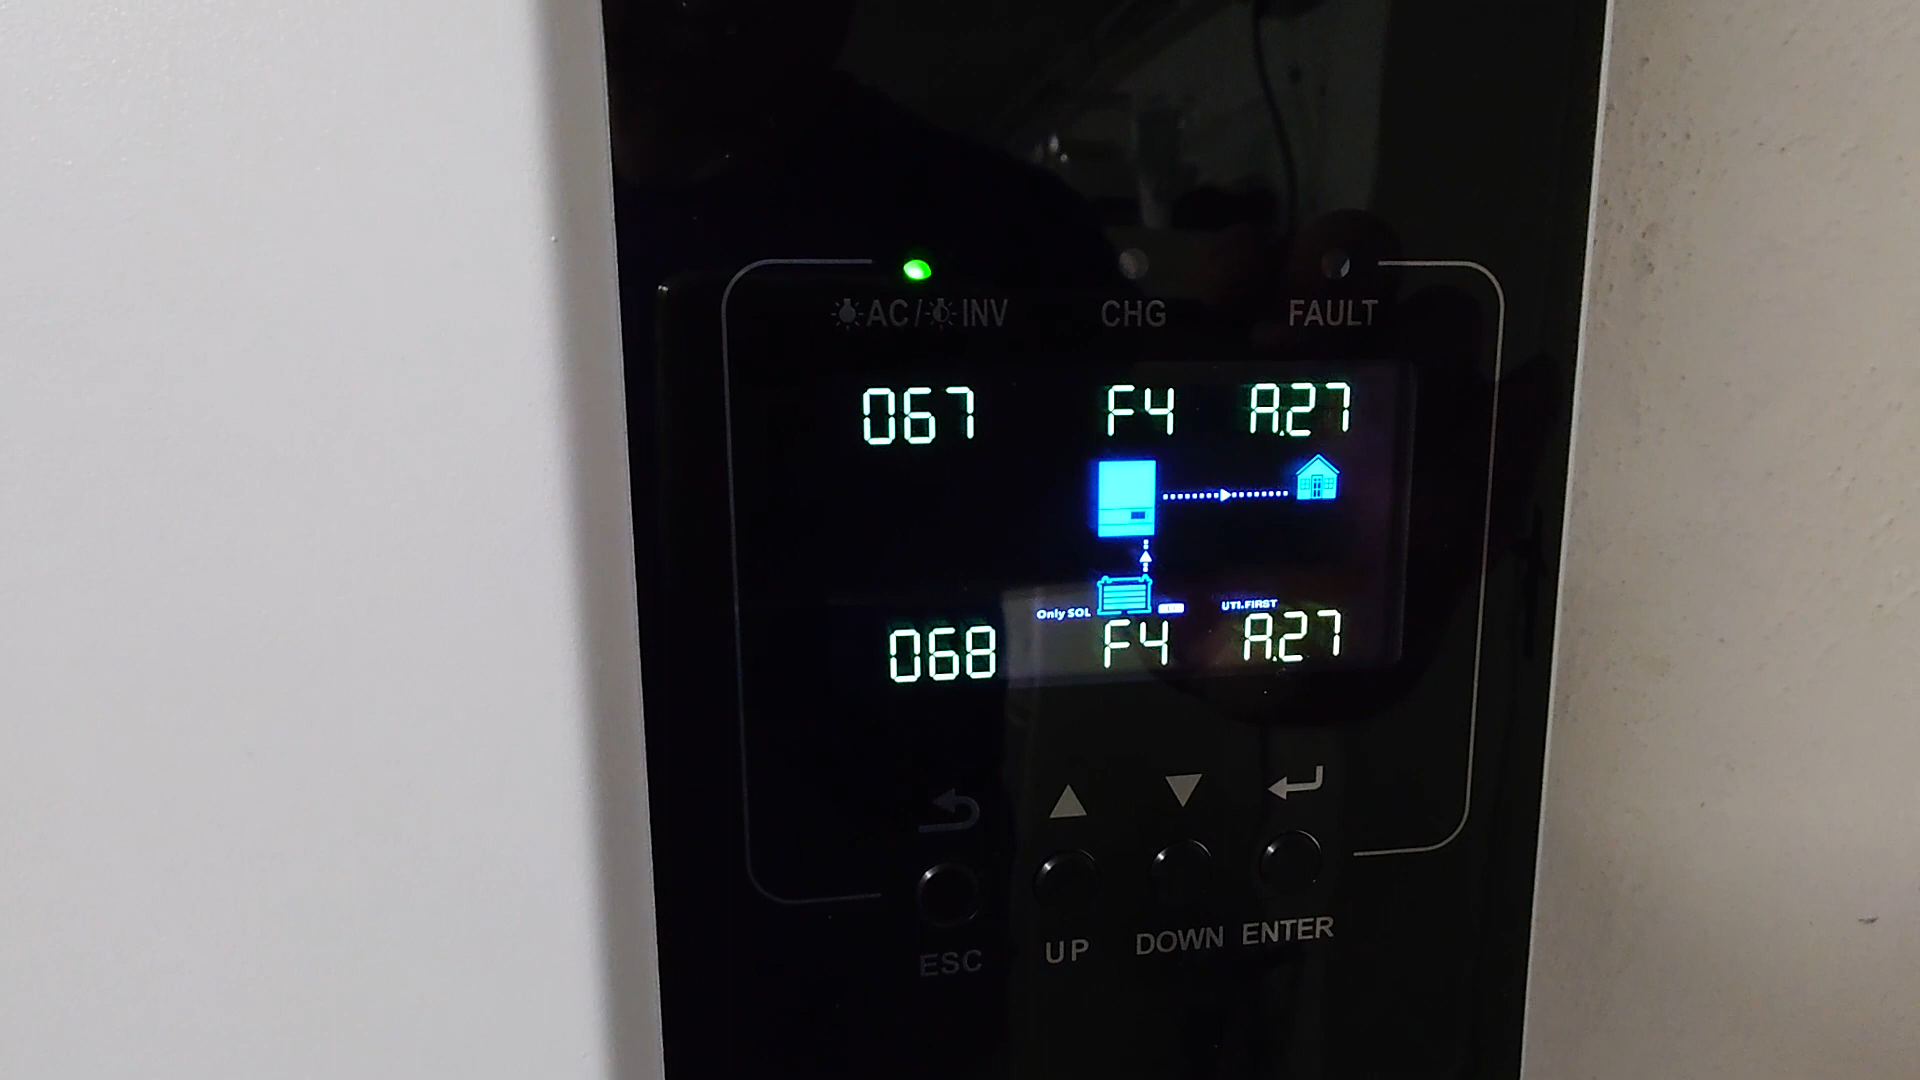 AC/ INV CHG FAULT
067 F4 A.27
Only SOL UTI.FIRST
068 F4 A.27
ESC UP DOWN ENTER